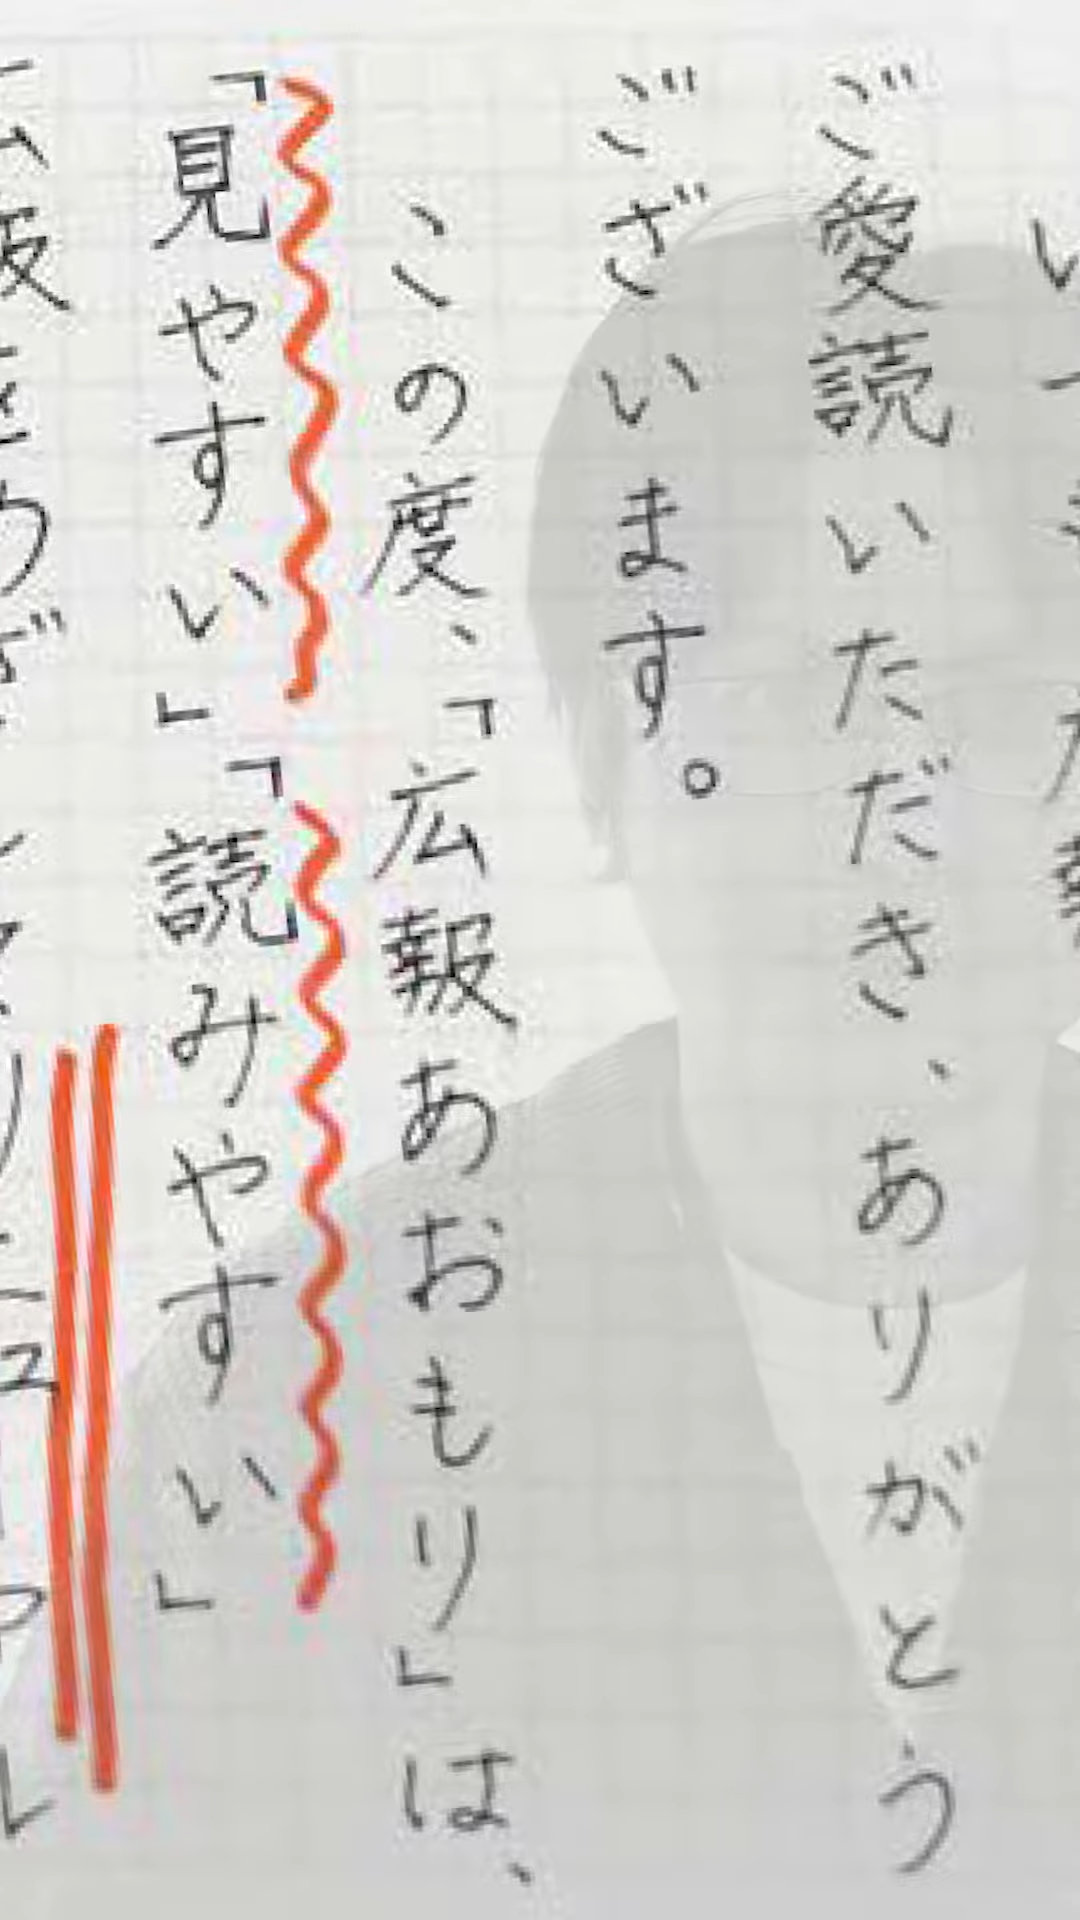 ご愛読いただき、ありがとう
ございます。
この度、「広報あおもり」は、
「見やすい」「読みやすい」